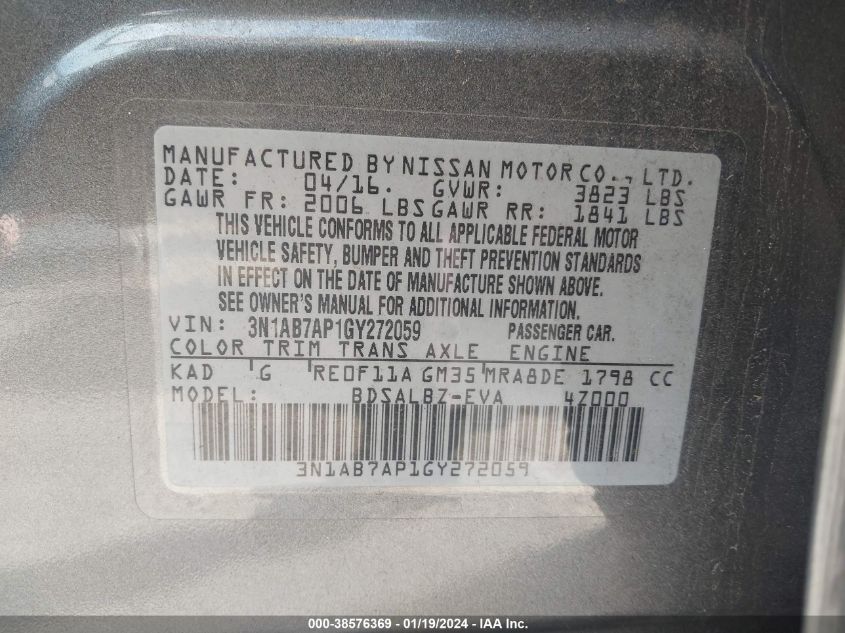 MANUFACTURED BY NISSAN MOTOR CO., LTD.
DATE: 04/16. GVWR: 3823 LBS
GAWR FR: 2006 LBS GAWR RR: 1841 LBS
THIS VEHICLE CONFORMS TO ALL APPLICABLE FEDERAL MOTOR
VEHICLE SAFETY, BUMPER AND THEFT PREVENTION STANDARDS
IN EFFECT ON THE DATE OF MANUFACTURE SHOWN ABOVE.
SEE OWNER'S MANUAL FOR ADDITIONAL INFORMATION.
VIN: 3N1AB7AP1GY272059 PASSENGER CAR.
COLOR TRIM TRANS AXLE ENGINE
KAD G RE0F11A GM35 MRA8DE 1798 CC
MODEL: BDSALBZ-EVA 4Z000
3N1AB7AP1GY272059
000-38576369 - 01/19/2024 - IAA Inc.